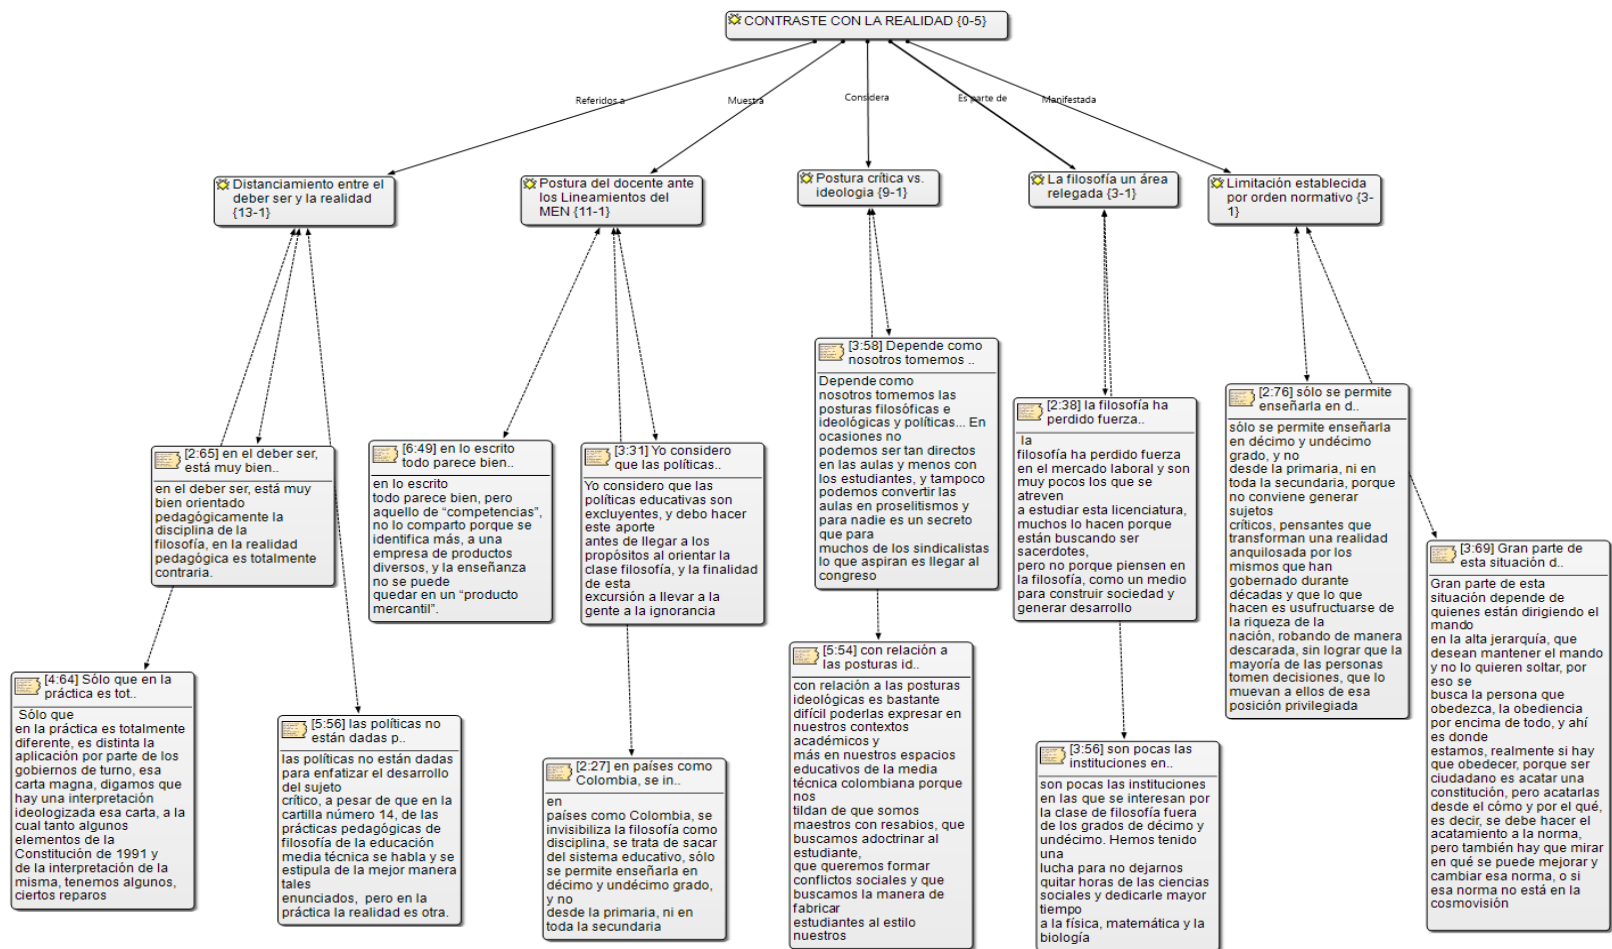 CONTRASTE CON LA REALIDAD {0-5}
Referidos a
Muestra
Considera
Es parte de
Manifestada
Distanciamiento entre el
deber ser y la realidad
{13-1}
Postura del docente ante
los Lineamientos del
MEN {11-1}
Postura crítica vs.
ideologia {9-1}
La filosofía un área
relegada {3-1}
Limitación establecida
por orden normativo {3-
1}
[2:65] en el deber ser,
está muy bien..
en el deber ser, está muy
bien orientado
pedagógicamente la
disciplina de la
filosofía, en la realidad
pedagógica es totalmente
contraria.
[6:49] en lo escrito
todo parece bien..
en lo escrito
todo parece bien, pero
aquello de “competencias”,
no lo comparto porque se
identifica más, a una
empresa de productos
diversos, y la enseñanza
no se puede
quedar en un “producto
mercantil”.
[3:31] Yo considero
que las políticas..
Yo considero que las
políticas educativas son
excluyentes, y debo hacer
este aporte
antes de llegar a los
propósitos al orientar la
clase filosofía, y la finalidad
de esta
excursión a llevar a la
gente a la ignorancia
[3:58] Depende como
nosotros tomemos ..
Depende como
nosotros tomemos las
posturas filosóficas e
ideológicas y políticas... En
ocasiones no
podemos ser tan directos
en las aulas y menos con
los estudiantes, y tampoco
podemos convertir las
aulas en proselitismos y
para nadie es un secreto
que para
muchos de los sindicalistas
lo que aspiran es llegar al
congreso
[2:38] la filosofía ha
perdido fuerza..
la
filosofía ha perdido fuerza
en el mercado laboral y son
muy pocos los que se
atreven
a estudiar esta licenciatura,
muchos lo hacen porque
están buscando ser
sacerdotes,
pero no porque piensen en
la filosofía, como un medio
para construir sociedad y
generar desarrollo
[2:76] sólo se permite
enseñarla en d..
sólo se permite enseñarla
en décimo y undécimo
grado, y no
desde la primaria, ni en
toda la secundaria, porque
no conviene generar
sujetos
críticos, pensantes que
transforman una realidad
anquilosada por los
mismos que han
gobernado durante
décadas y que lo que
hacen es usufructuarse de
la riqueza de la
nación, robando de manera
descarada, sin lograr que la
mayoría de las personas
tomen decisiones, que lo
muevan a ellos de esa
posición privilegiada
[3:69] Gran parte de
esta situación d..
Gran parte de esta
situación depende de
quienes están dirigiendo el
mando
en la alta jerarquía, que
desean mantener el mando
y no lo quieren soltar, por
eso se
busca la persona que
obedezca, la obediencia
por encima de todo, y ahí
es donde
estamos, realmente si hay
que obedecer, porque ser
ciudadano es acatar una
constitución, pero acatarlas
desde el cómo y por el qué,
es decir, se debe hacer el
acatamiento a la norma,
pero también hay que mirar
en qué se puede mejorar y
cambiar esa norma, o si
esa norma no está en la
cosmovisión
[4:64] Sólo que en la
práctica es tot..
Sólo que
en la práctica es totalmente
diferente, es distinta la
aplicación por parte de los
gobiernos de turno, esa
carta magna, digamos que
hay una interpretación
ideologizada esa carta, a la
cual tanto algunos
elementos de la
Constitución de 1991 y
de la interpretación de la
misma, tenemos algunos,
ciertos reparos
[5:56] las políticas no
están dadas p..
las políticas no están dadas
para enfatizar el desarrollo
del sujeto
crítico, a pesar de que en la
cartilla número 14, de las
prácticas pedagógicas de
filosofía de la educación
media técnica se habla y se
estipula de la mejor manera
tales
enunciados, pero en la
práctica la realidad es otra.
[2:27] en países como
Colombia, se in..
en
países como Colombia, se
invisibiliza la filosofía como
disciplina, se trata de sacar
del sistema educativo, sólo
se permite enseñarla en
décimo y undécimo grado,
y no
desde la primaria, ni en
toda la secundaria
[5:54] con relación a
las posturas id..
con relación a las posturas
ideológicas es bastante
difícil poderlas expresar en
nuestros contextos
académicos y
más en nuestros espacios
educativos de la media
técnica colombiana porque
nos
tildan de que somos
maestros con resabios, que
buscamos adoctrinar al
estudiante,
que queremos formar
conflictos sociales y que
buscamos la manera de
fabricar
estudiantes al estilo
nuestros
[3:56] son pocas las
instituciones en..
son pocas las instituciones
en las que se interesan por
la clase de filosofía fuera
de los grados de décimo y
undécimo. Hemos tenido
una
lucha para no dejarnos
quitar horas de las ciencias
sociales y dedicarle mayor
tiempo
a la física, matemática y la
biología